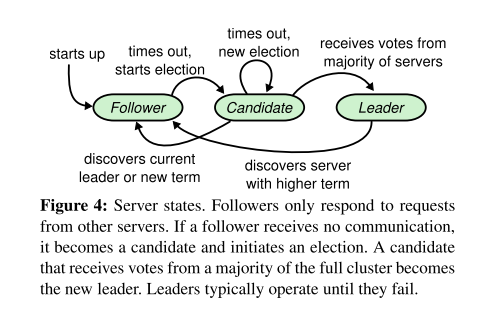 starts up
times out,
starts election
times out,
new election
receives votes from
majority of servers
Follower
Candidate
Leader
discovers current
leader or new term
discovers server
with higher term
Figure 4: Server states. Followers only respond to requests
from other servers. If a follower receives no communication,
it becomes a candidate and initiates an election. A candidate
that receives votes from a majority of the full cluster becomes
the new leader. Leaders typically operate until they fail.